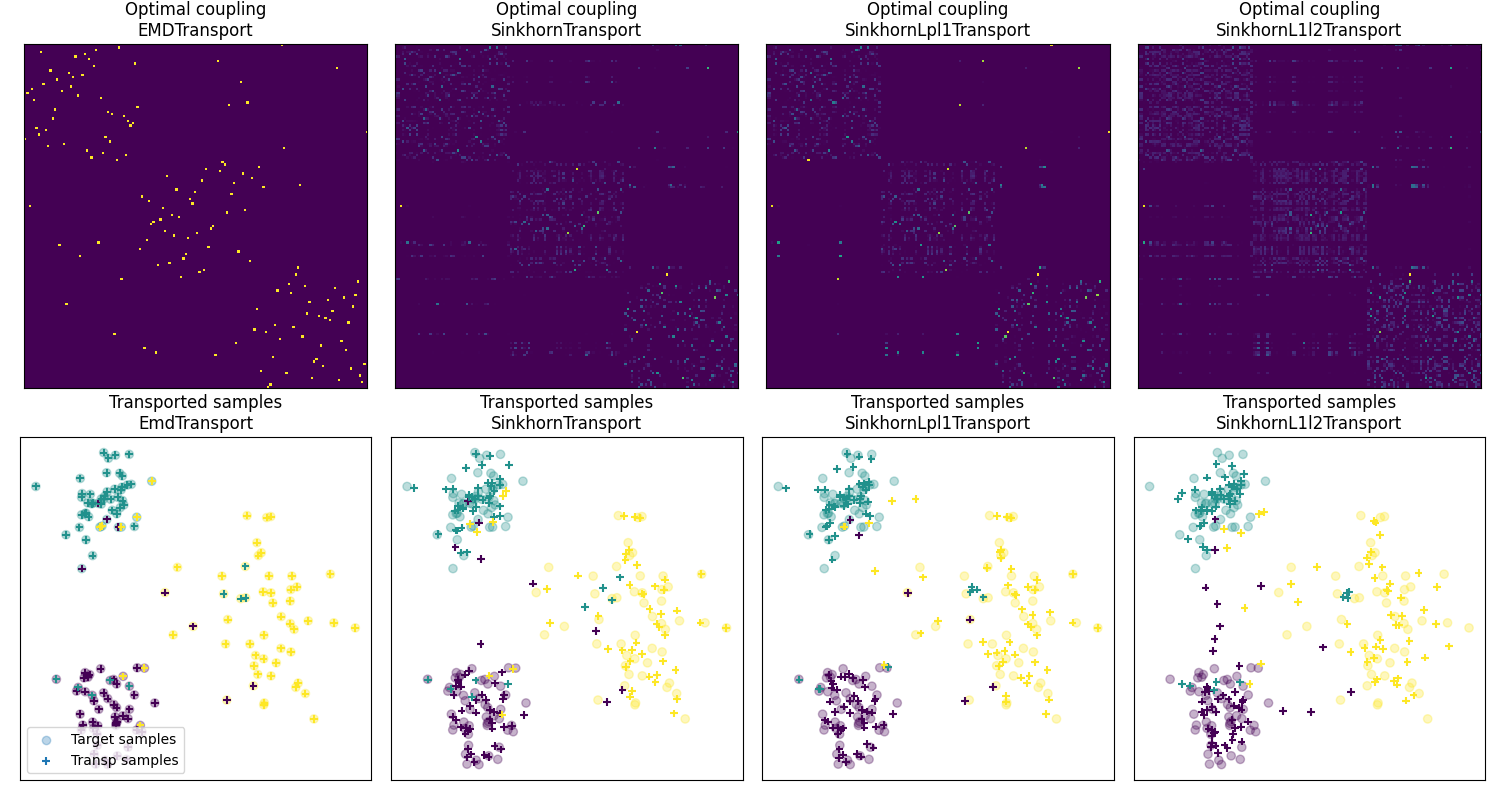 Optimal coupling
EMDTransport
Optimal coupling
SinkhornTransport
Optimal coupling
SinkhornLpl1Transport
Optimal coupling
SinkhornL1l2Transport
Transported samples
EmdTransport
Transported samples
SinkhornTransport
Transported samples
SinkhornLpl1Transport
Transported samples
SinkhornL1l2Transport
Target samples
Transp samples